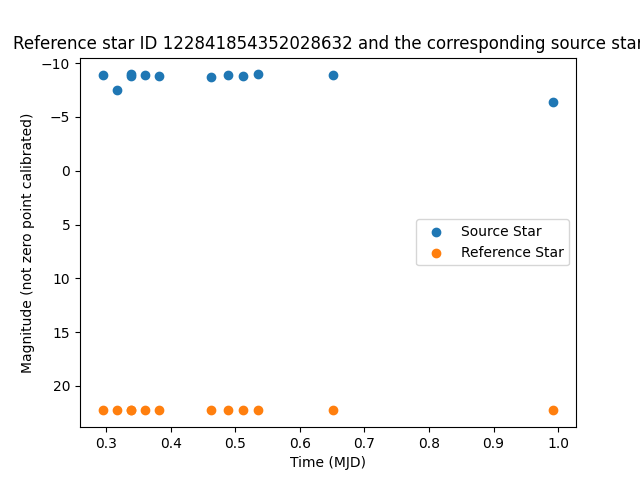 Reference star ID 122841854352028632 and the corresponding source star
−10
−5
0
5
10
15
20
Magnitude (not zero point calibrated)
Source Star
Reference Star
0.3 0.4 0.5 0.6 0.7 0.8 0.9 1.0
Time (MJD)